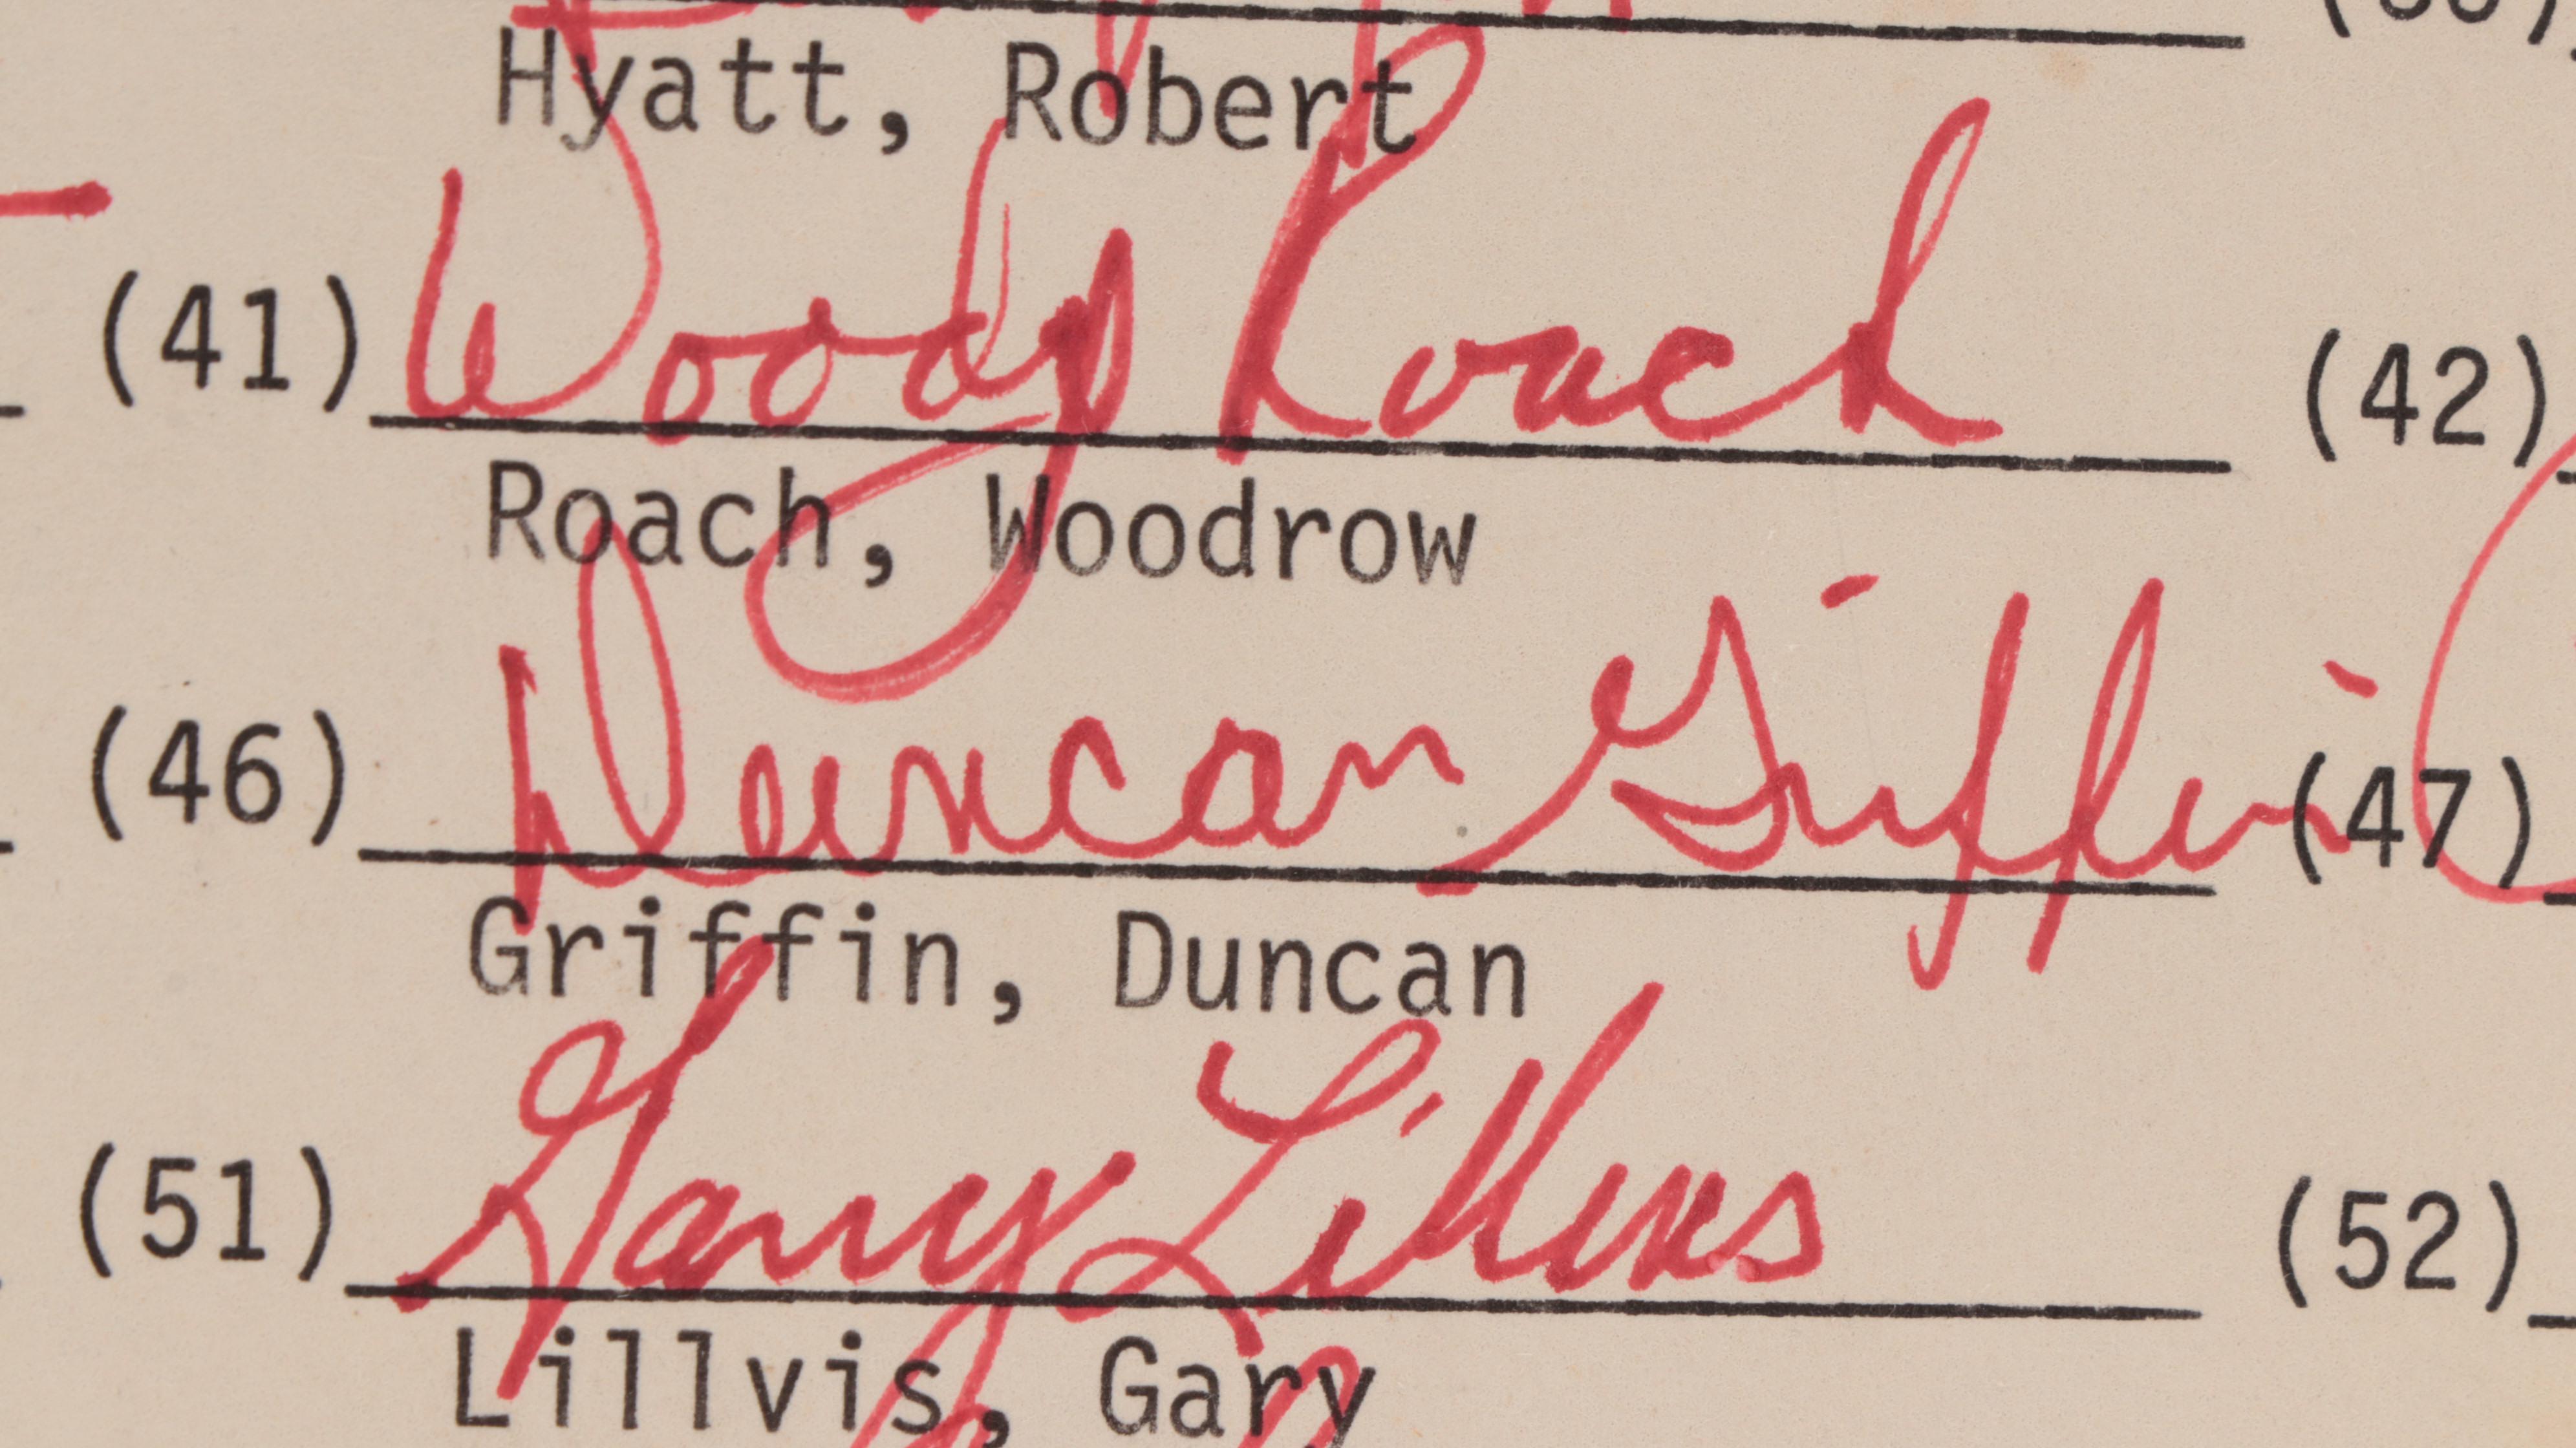 Hyatt, Robert
(41) Woody Roach (42)
Roach, Woodrow
(46) Duncan Griffin (47)
Griffin, Duncan
(51) Gary Lillvis (52)
Lillvis, Gary